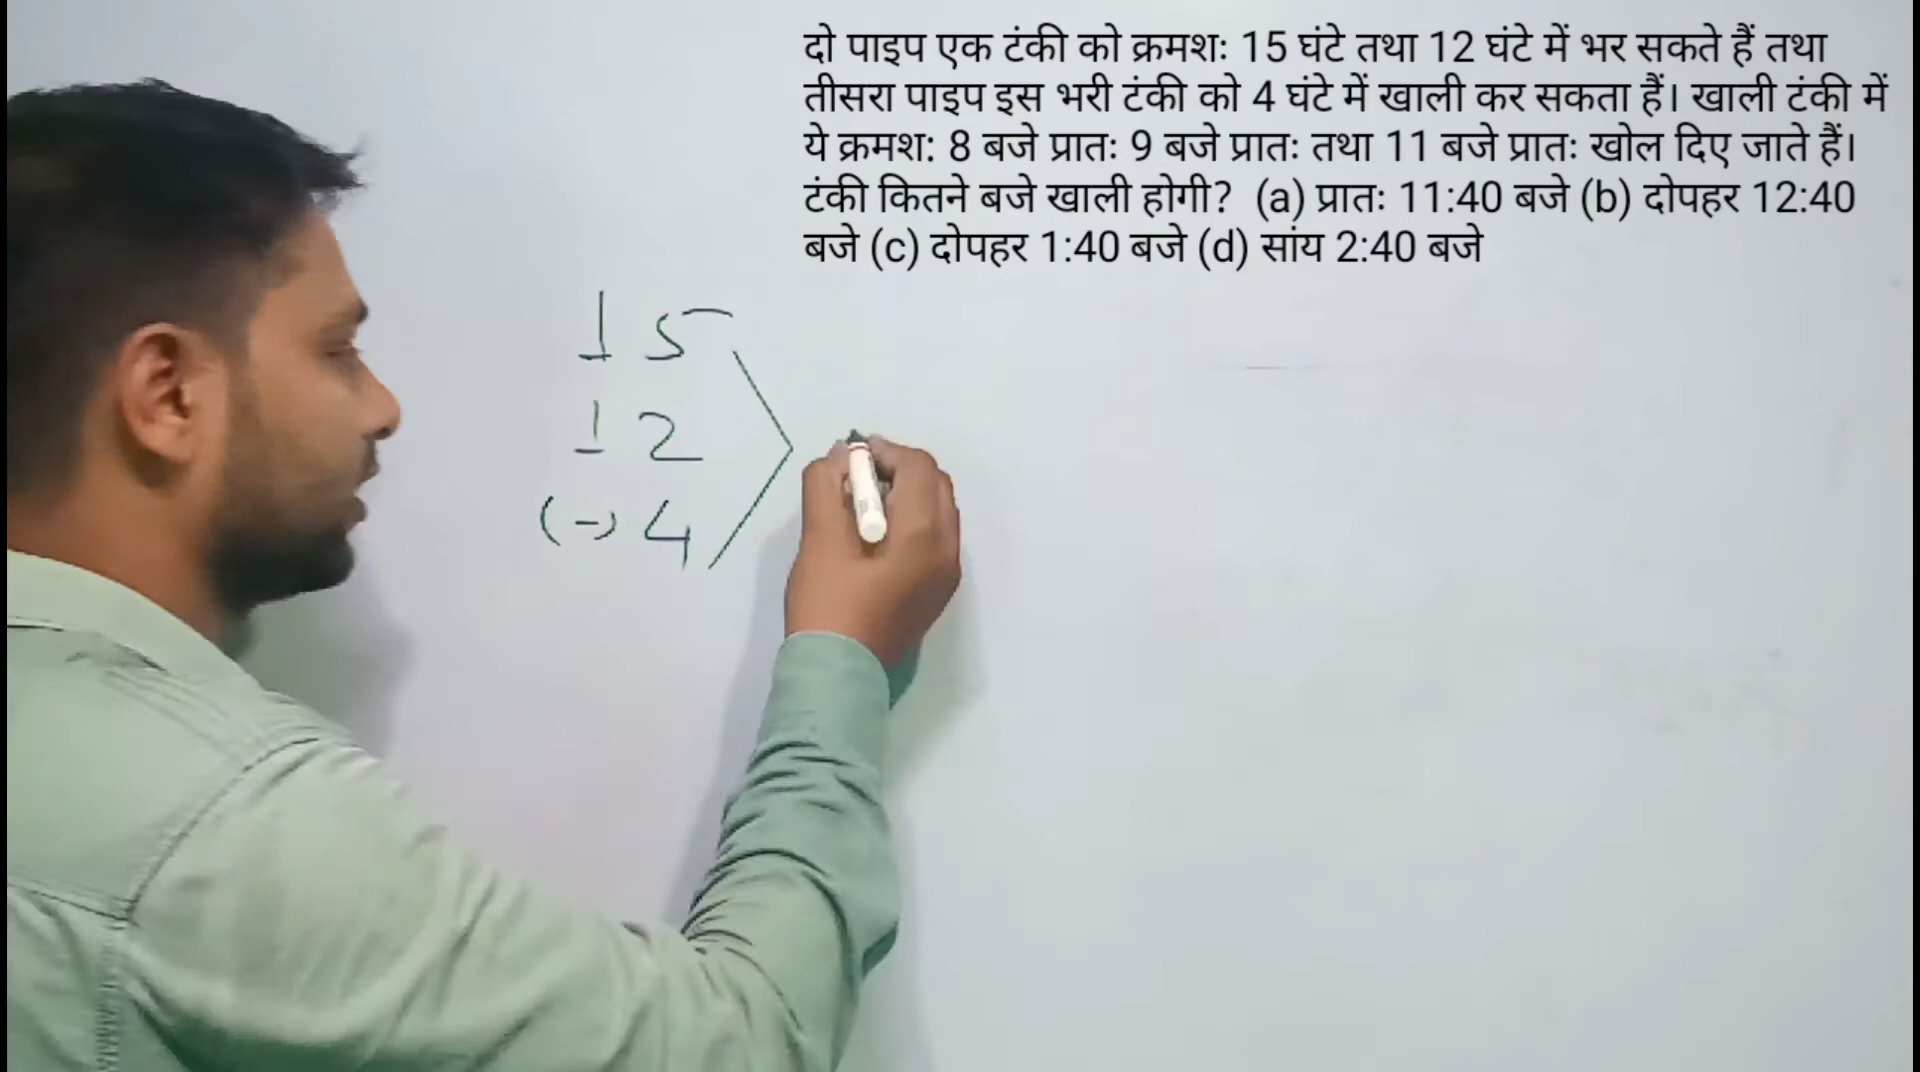 दो पाइप एक टंकी को क्रमशः 15 घंटे तथा 12 घंटे में भर सकते हैं तथा
तीसरा पाइप इस भरी टंकी को 4 घंटे में खाली कर सकता हैं। खाली टंकी में
ये क्रमश: 8 बजे प्रातः 9 बजे प्रातः तथा 11 बजे प्रातः खोल दिए जाते हैं।
टंकी कितने बजे खाली होगी? (a) प्रातः 11:40 बजे (b) दोपहर 12:40
बजे (c) दोपहर 1:40 बजे (d) सांय 2:40 बजे
15
12
(-) 4